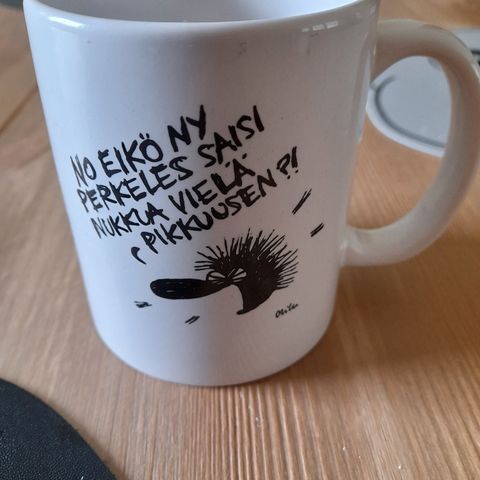 NO EIKÖ NY
PERKELES SAISI
NUKKUA VIELÄ
PIKKUUSEN?!